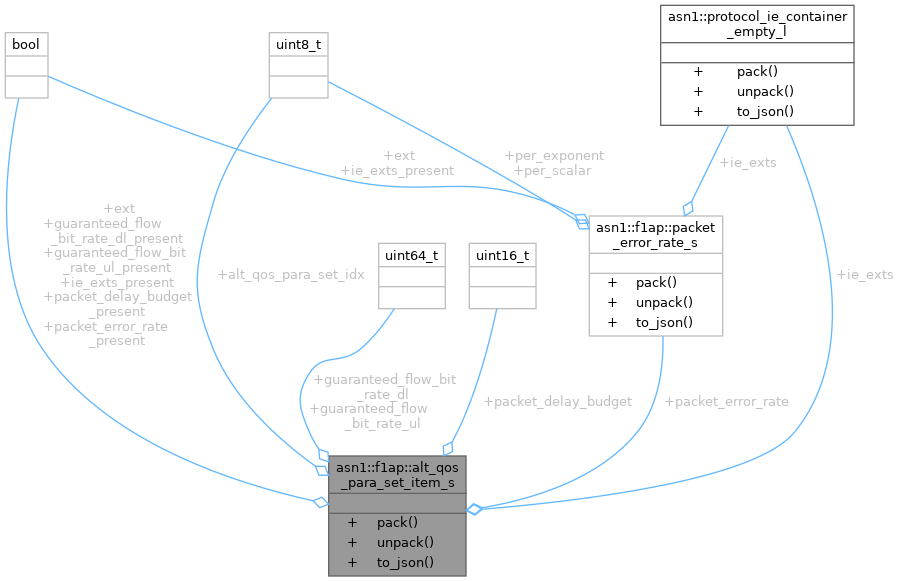 asn1::protocol_ie_container
_empty_l
+ pack()
+ unpack()
+ to_json()
bool
uint8_t
+ext
+ie_exts_present
+per_exponent
+per_scalar
+ie_exts
+ext
+guaranteed_flow
_bit_rate_dl_present
+guaranteed_flow_bit
_rate_ul_present
+ie_exts_present
+packet_delay_budget
_present
+packet_error_rate
_present
+alt_qos_para_set_idx
uint64_t
uint16_t
asn1::f1ap::packet
_error_rate_s
+ pack()
+ unpack()
+ to_json()
+ie_exts
+guaranteed_flow_bit
_rate_dl
+guaranteed_flow
_bit_rate_ul
+packet_delay_budget
+packet_error_rate
asn1::f1ap::alt_qos
_para_set_item_s
+ pack()
+ unpack()
+ to_json()